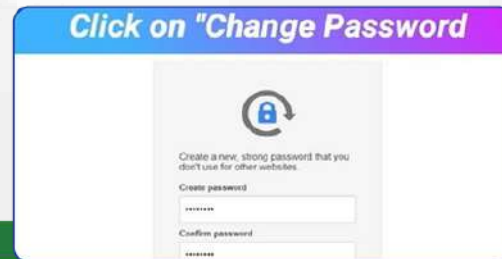 Click on "Change Password
Create a new, strong password that you
don't use for other websites.
Create password
••••••••
Confirm password
••••••••